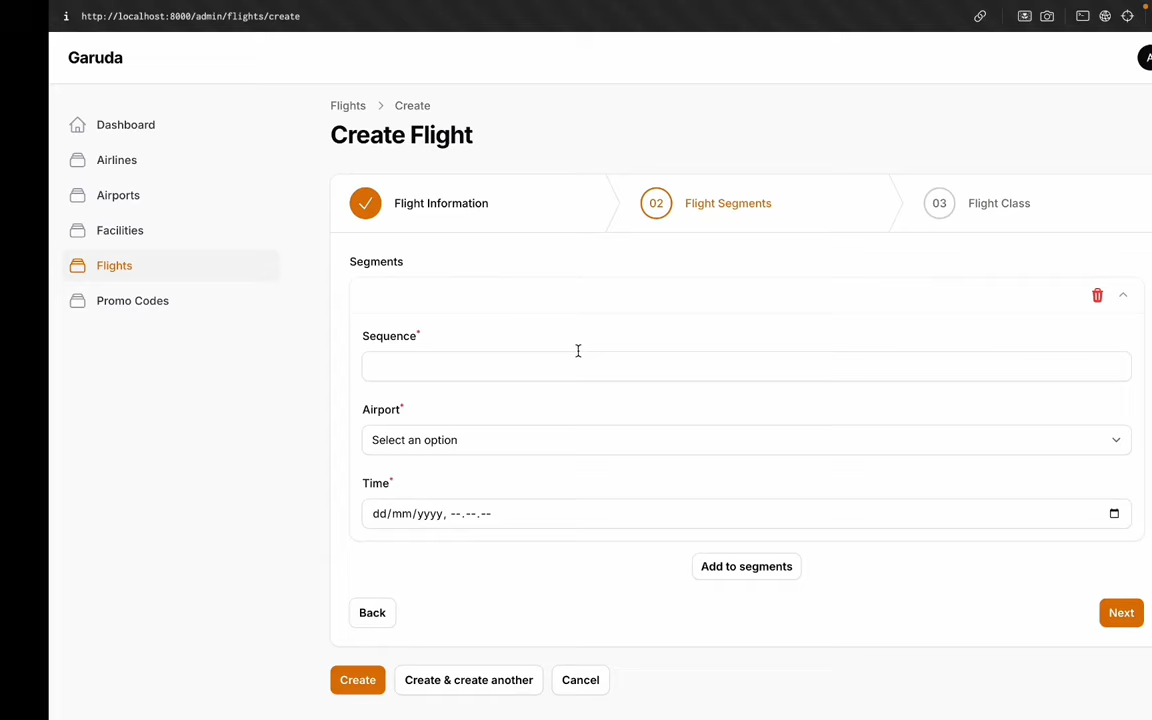 http://localhost:8000/admin/flights/create
Garuda
A
Dashboard
Airlines
Airports
Facilities
Flights
Promo Codes
Flights > Create
Create Flight
Flight Information
02 Flight Segments
03 Flight Class
Segments
Sequence*
Airport*
Select an option
Time*
dd/mm/yyyy, --.--.--
Add to segments
Back
Next
Create
Create & create another
Cancel